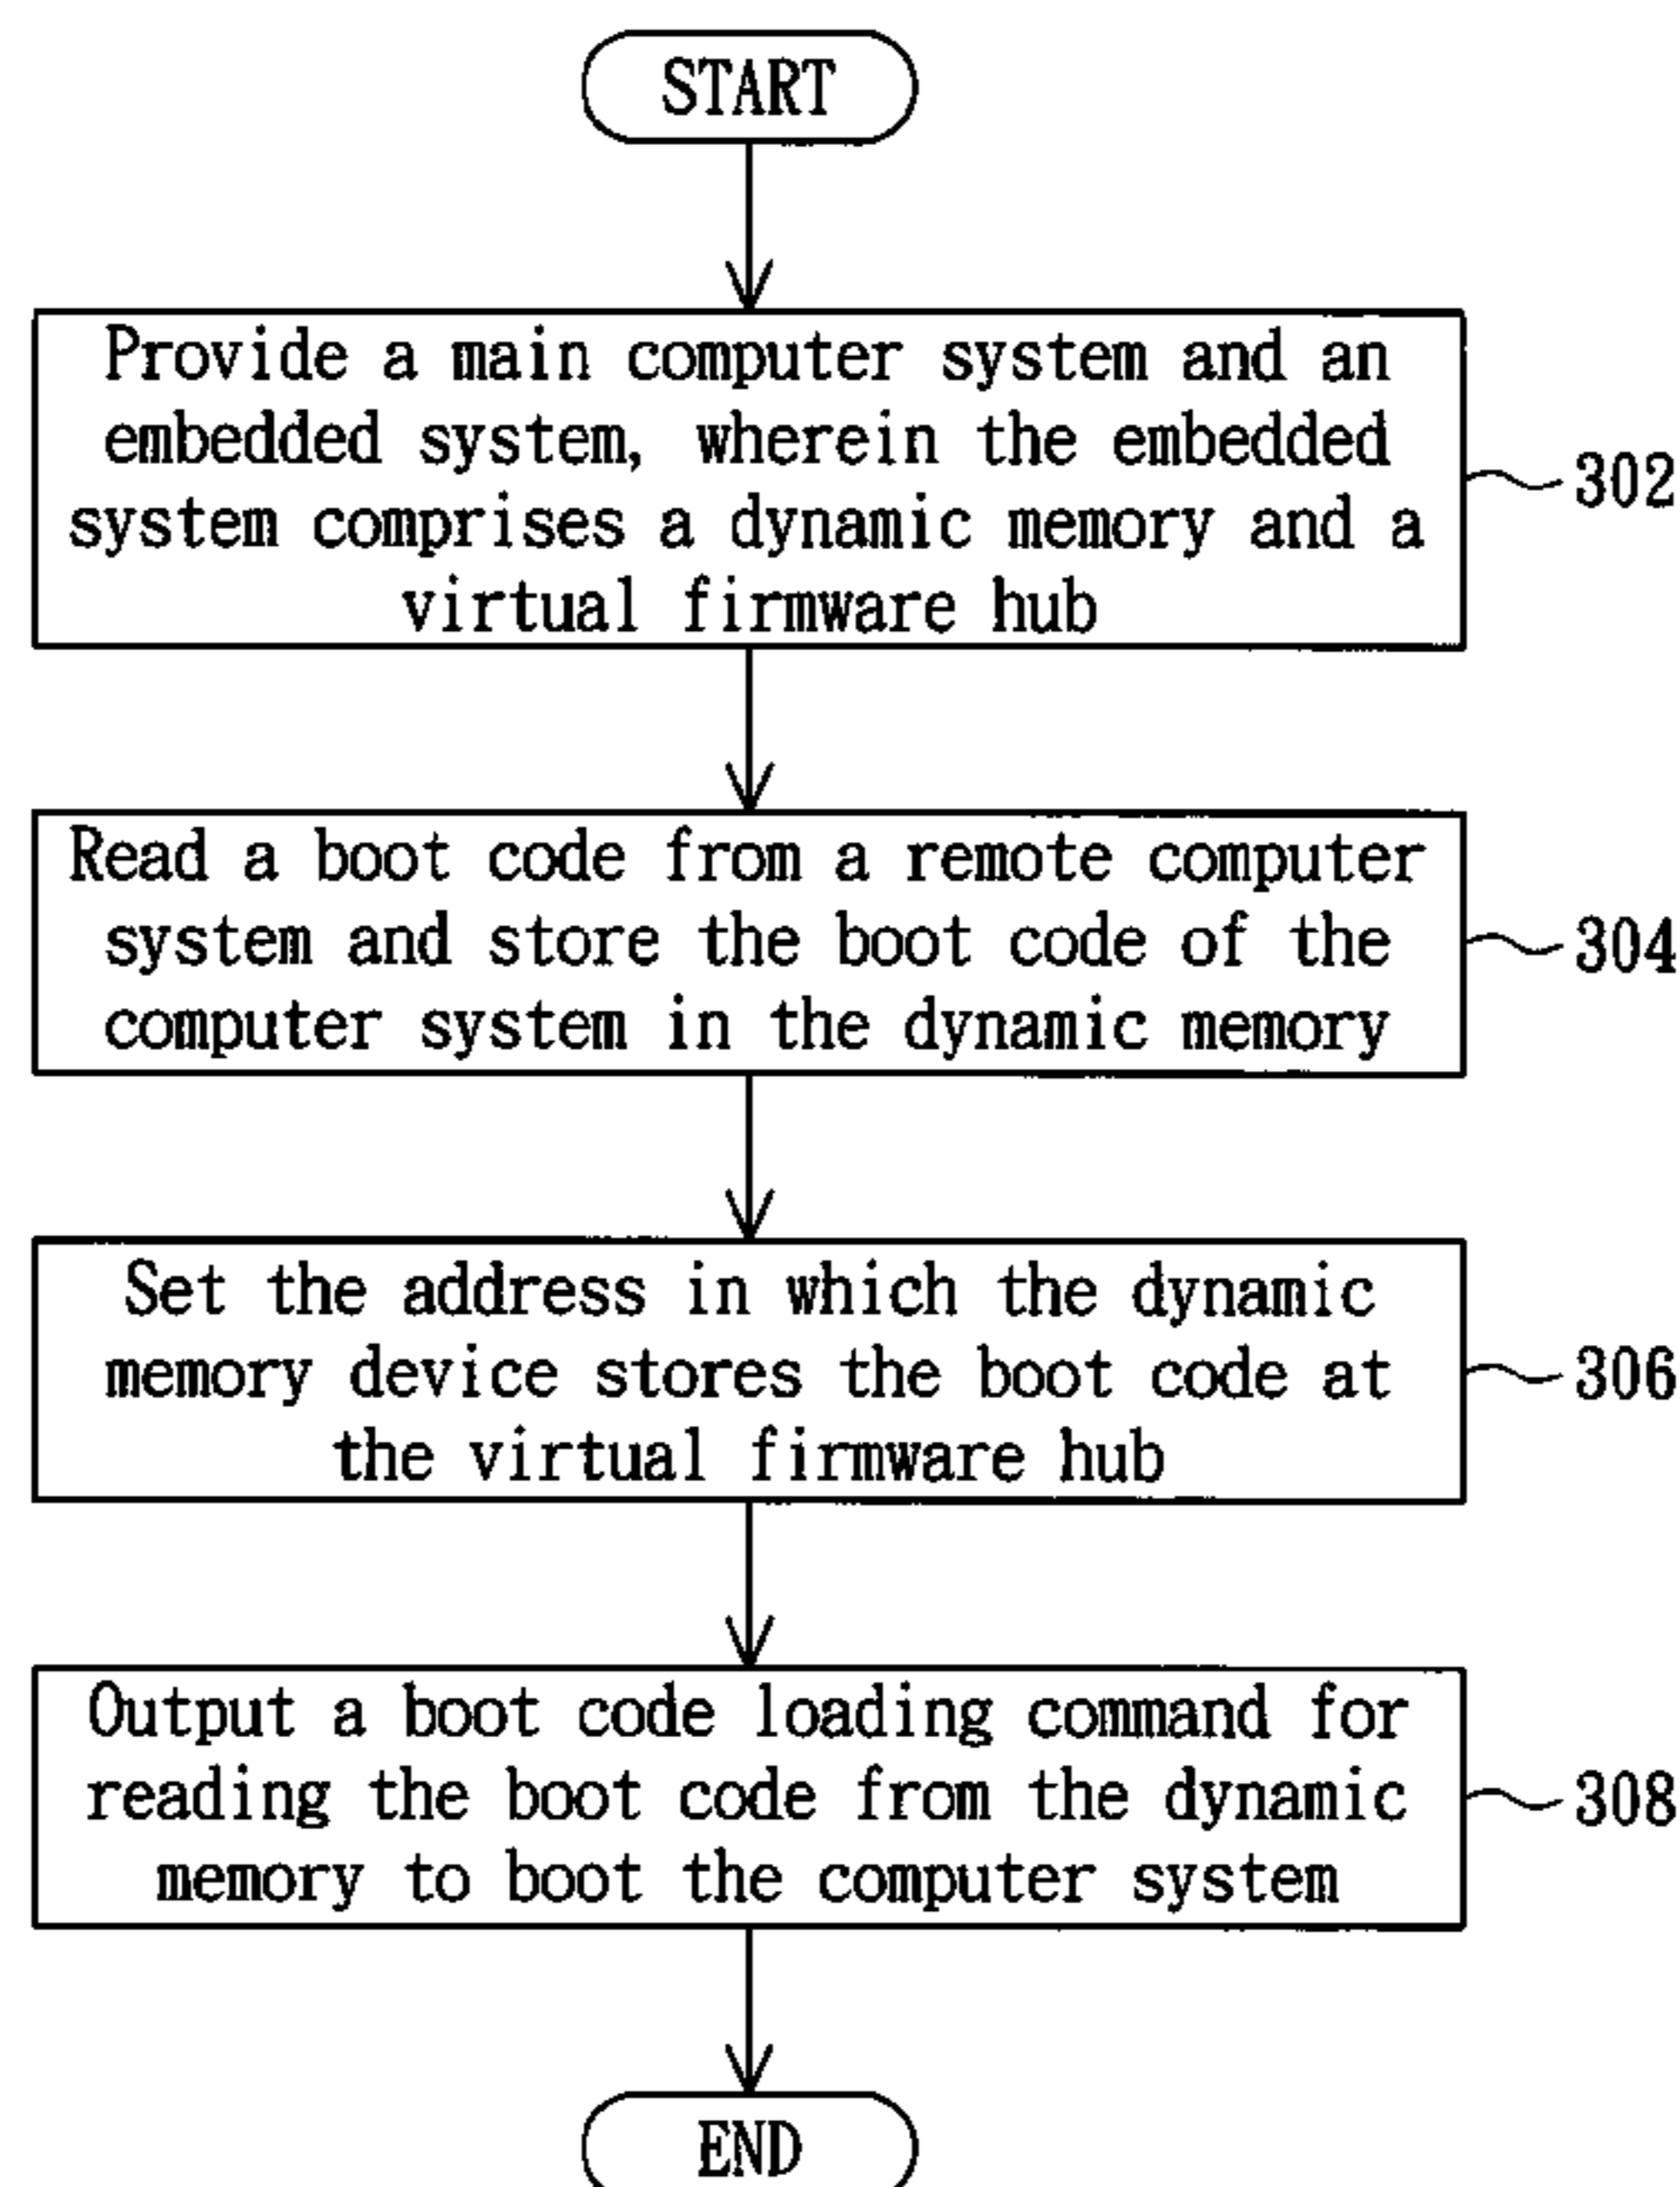 START
Provide a main computer system and an
embedded system, wherein the embedded
system comprises a dynamic memory and a
virtual firmware hub
302
Read a boot code from a remote computer
system and store the boot code of the
computer system in the dynamic memory
304
Set the address in which the dynamic
memory device stores the boot code at
the virtual firmware hub
306
Output a boot code loading command for
reading the boot code from the dynamic
memory to boot the computer system
308
END